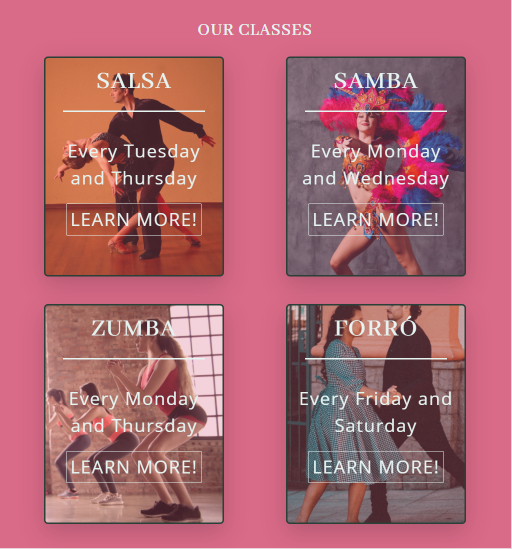 OUR CLASSES
SALSA
Every Tuesday
and Thursday
LEARN MORE!
SAMBA
Every Monday
and Wednesday
LEARN MORE!
ZUMBA
Every Monday
and Thursday
LEARN MORE!
FORRÓ
Every Friday and
Saturday
LEARN MORE!